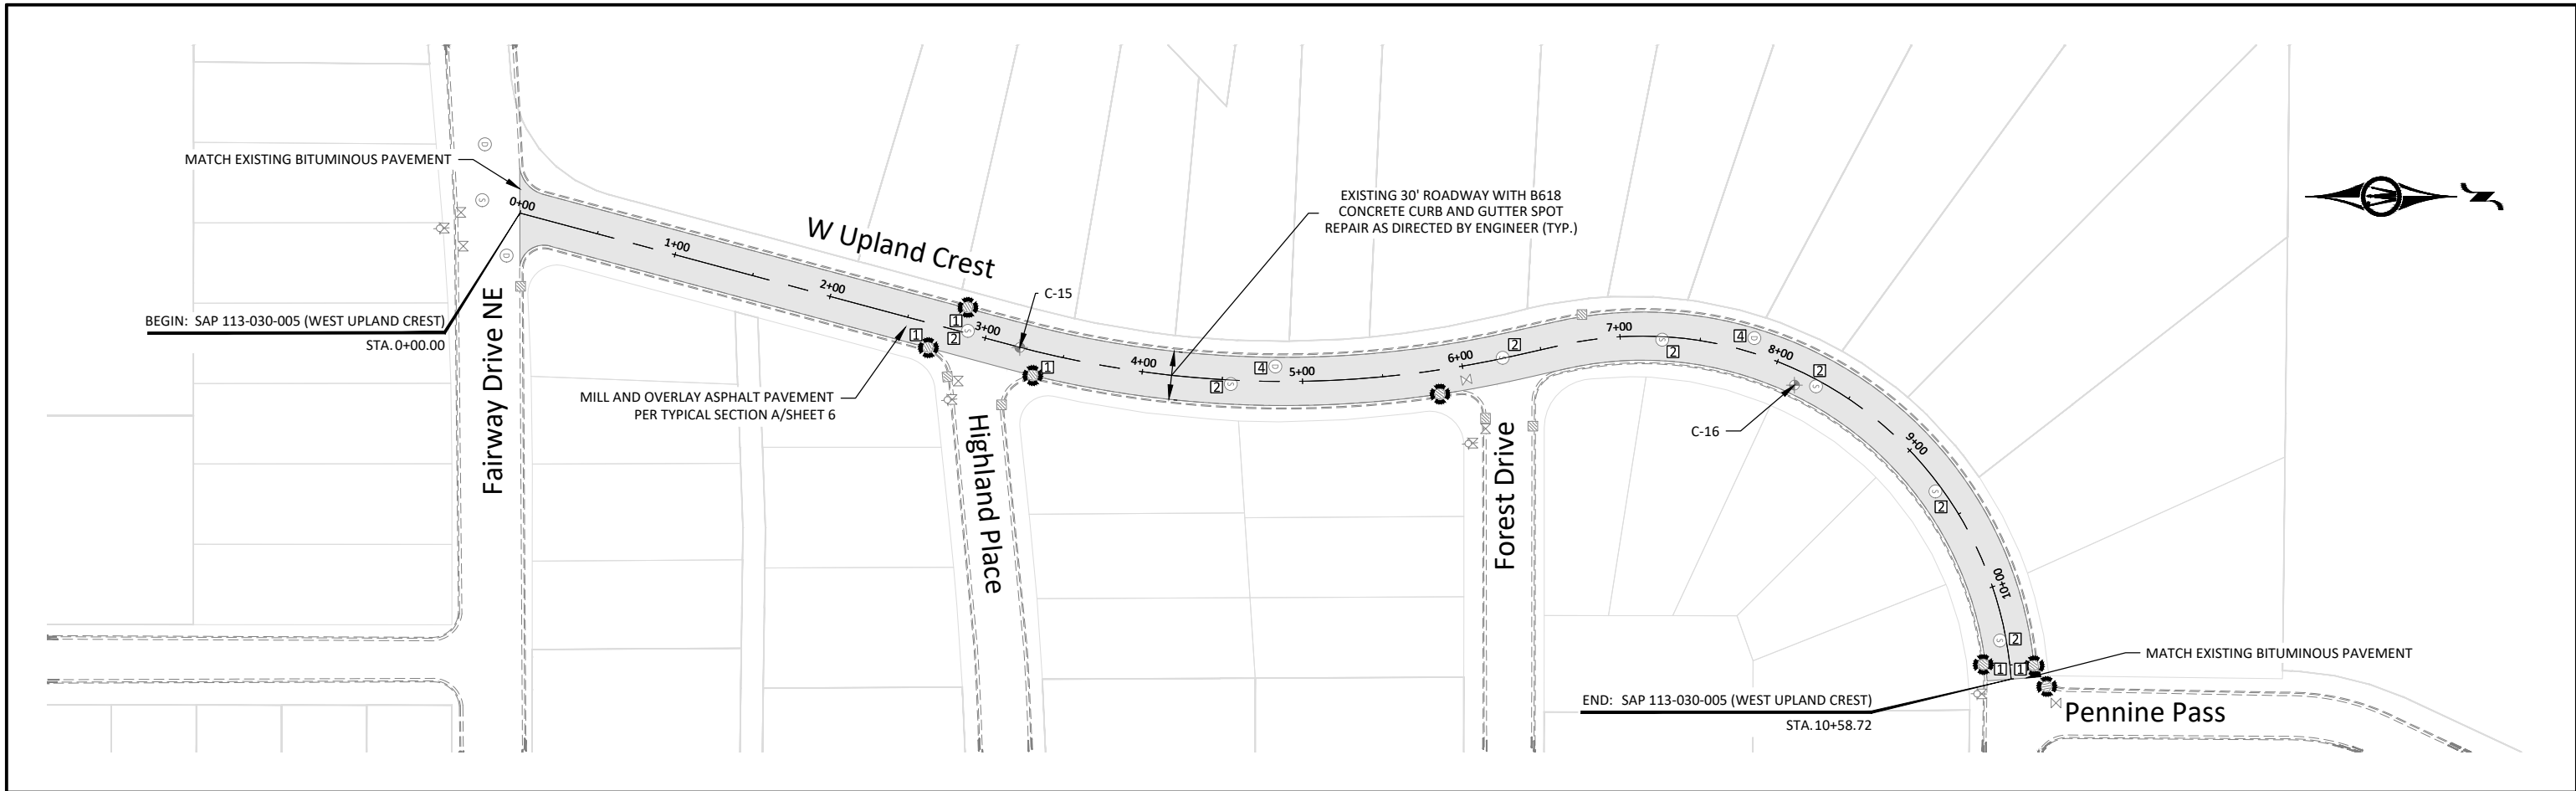 MATCH EXISTING BITUMINOUS PAVEMENT
D
S
D
0+00
1+00
W Upland Crest
2+00
BEGIN: SAP 113-030-005 (WEST UPLAND CREST)
STA. 0+00.00
Fairway Drive NE
MILL AND OVERLAY ASPHALT PAVEMENT
PER TYPICAL SECTION A/SHEET 6
1
1
2
S
3+00
C-15
1
Highland Place
4+00
EXISTING 30' ROADWAY WITH B618
CONCRETE CURB AND GUTTER SPOT
REPAIR AS DIRECTED BY ENGINEER (TYP.)
2
S
4
D
5+00
6+00
S
2
Forest Drive
7+00
S
2
4
D
8+00
2
S
C-16
9+00
S
2
10+00
S
2
1
1
MATCH EXISTING BITUMINOUS PAVEMENT
END: SAP 113-030-005 (WEST UPLAND CREST)
STA. 10+58.72
Pennine Pass
N